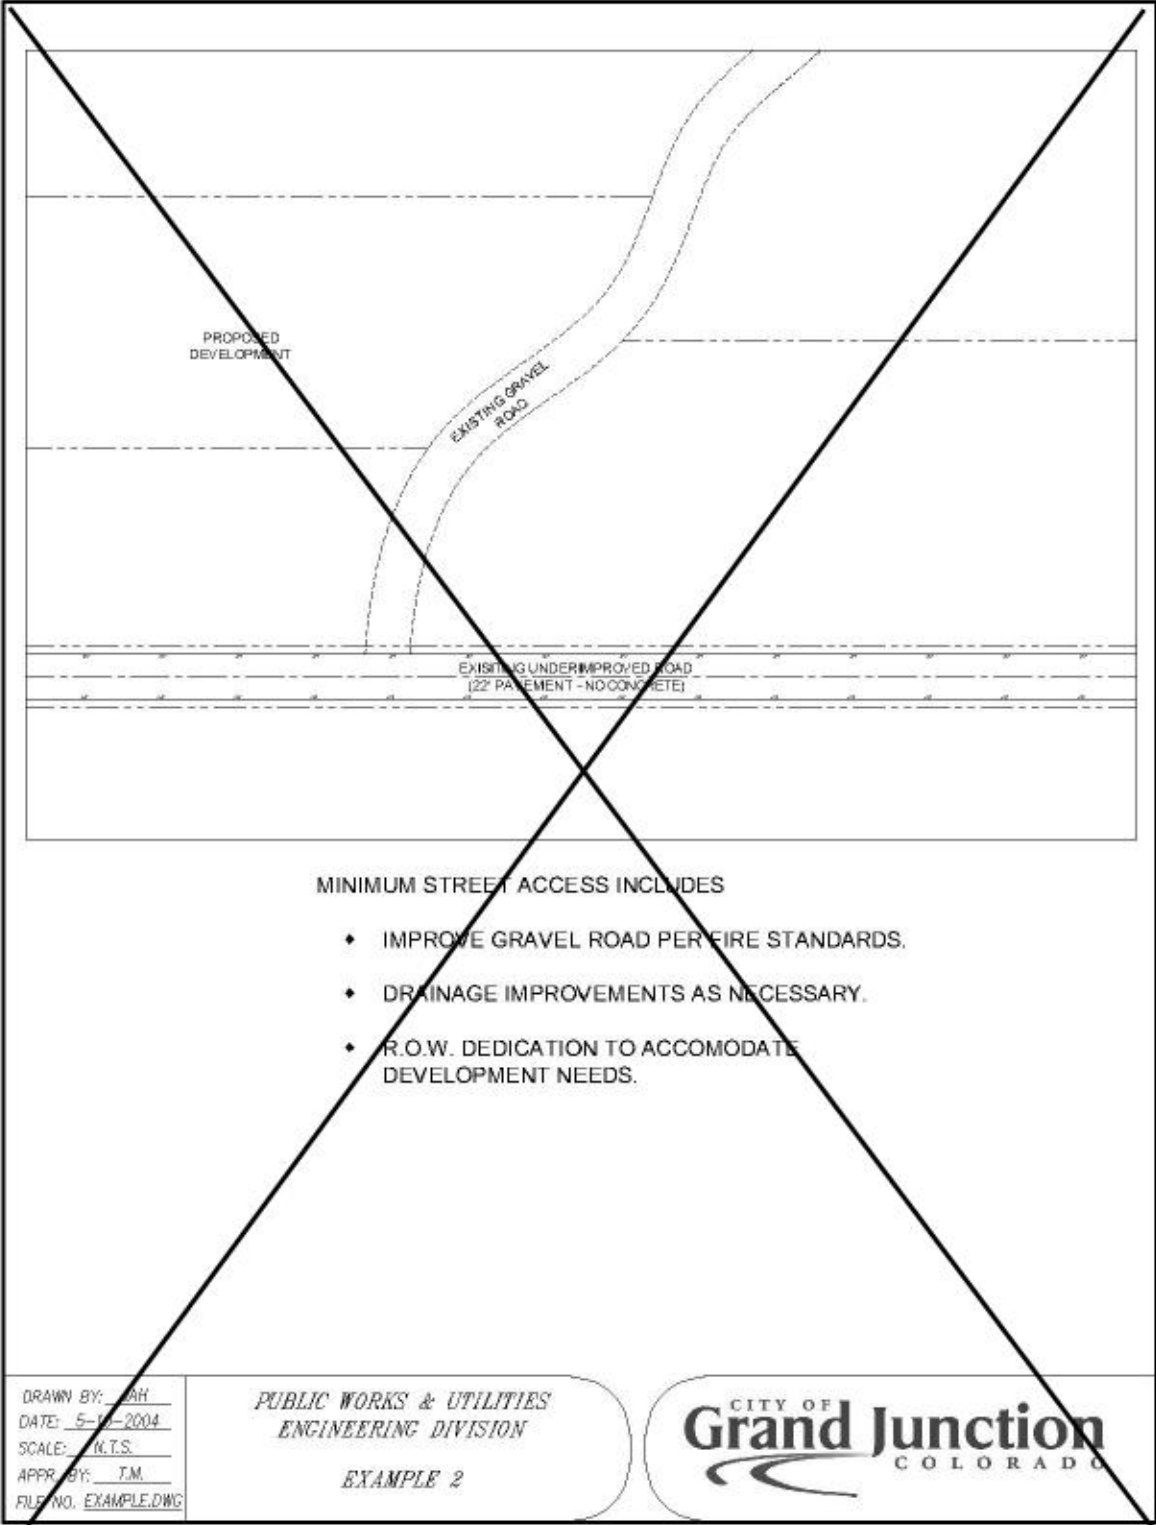 PROPOSED
DEVELOPMENT
EXISTING GRAVEL
ROAD
EXISITING UNDERIMPROVED ROAD
(22' PAVEMENT - NO CONCRETE)
MINIMUM STREET ACCESS INCLUDES
♦ IMPROVE GRAVEL ROAD PER FIRE STANDARDS.
♦ DRAINAGE IMPROVEMENTS AS NECESSARY.
♦ R.O.W. DEDICATION TO ACCOMODATE
DEVELOPMENT NEEDS.
DRAWN BY:
DATE:
SCALE: N.T.S.
APPR. BY: T.M.
FILE NO. EXAMPLE.DWG
PUBLIC WORKS & UTILITIES
ENGINEERING DIVISION
EXAMPLE 2
CITY OF
Grand Junction
COLORADO